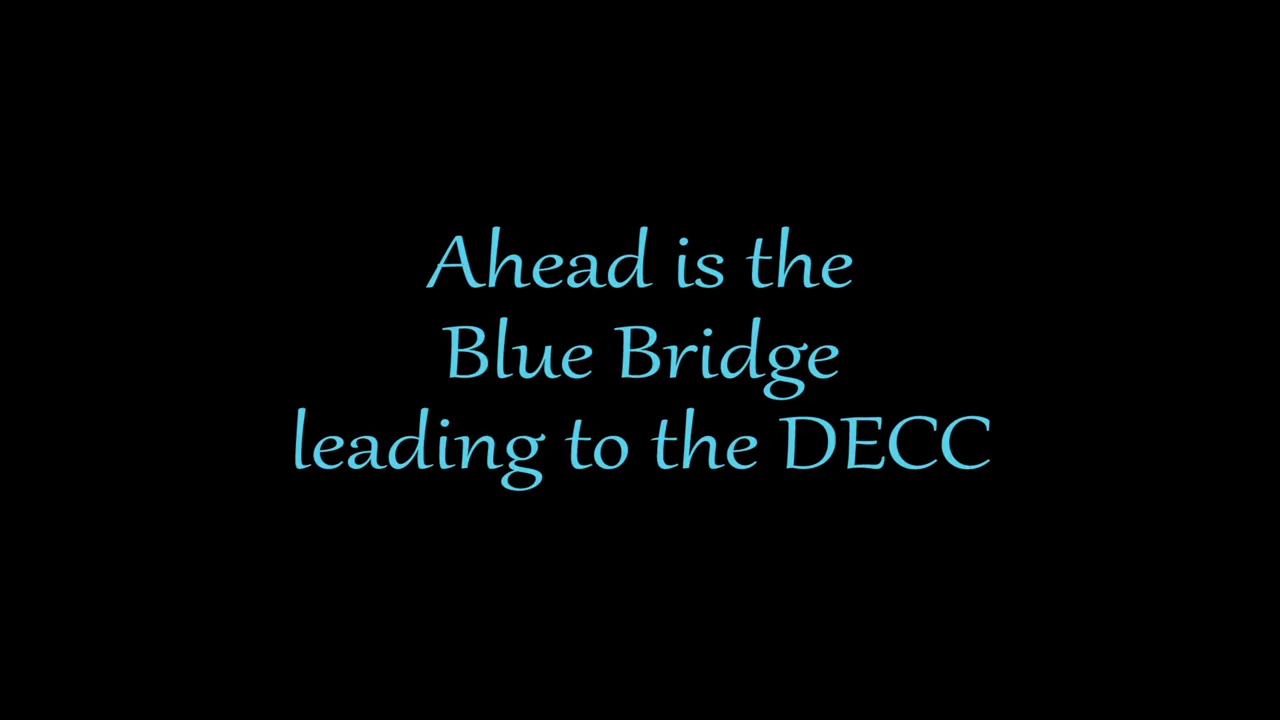 Ahead is the
Blue Bridge
leading to the DECC